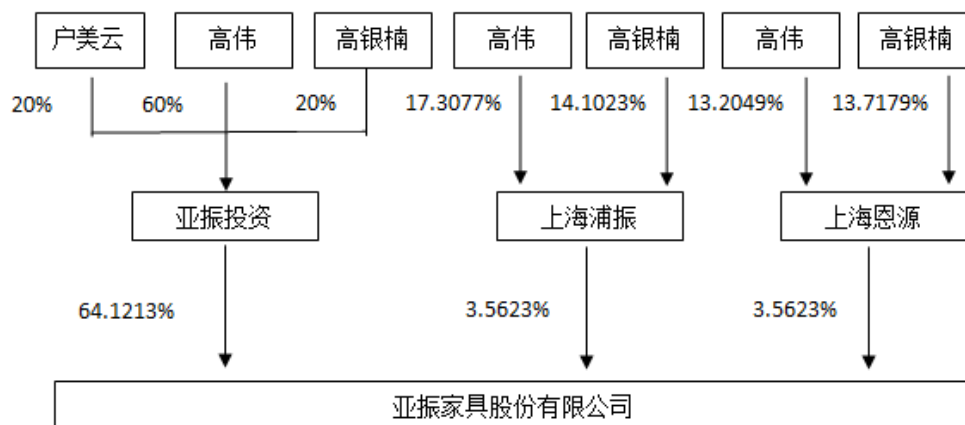 户美云 高伟 高银楠 高伟 高银楠 高伟 高银楠
20% 60% 20% 17.3077% 14.1023% 13.2049% 13.7179%
亚振投资 上海浦振 上海恩源
64.1213% 3.5623% 3.5623%
亚振家具股份有限公司